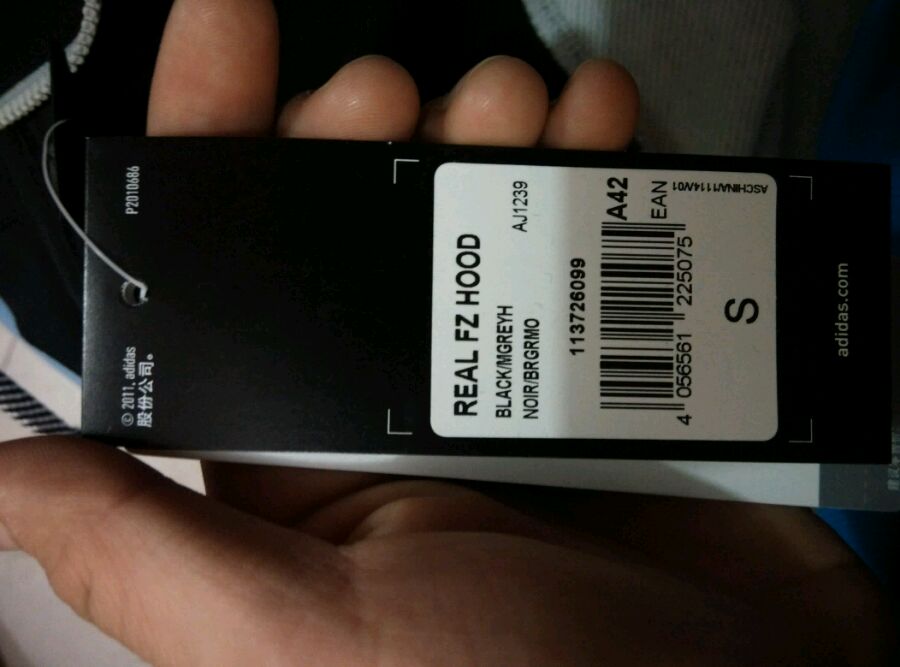 P2010686
© 2011. adidas
股份公司。
REAL FZ HOOD
AJ1239
BLACK/MGREYH
NOIR/BRGRMO
113726099
A42
EAN
4 056561 225075
ASCHINA/1114/V01
S
adidas.com